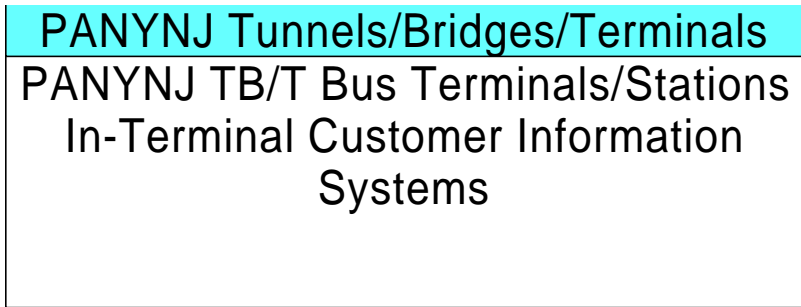 PANYNJ Tunnels/Bridges/Terminals
PANYNJ TB/T Bus Terminals/Stations
In-Terminal Customer Information
Systems